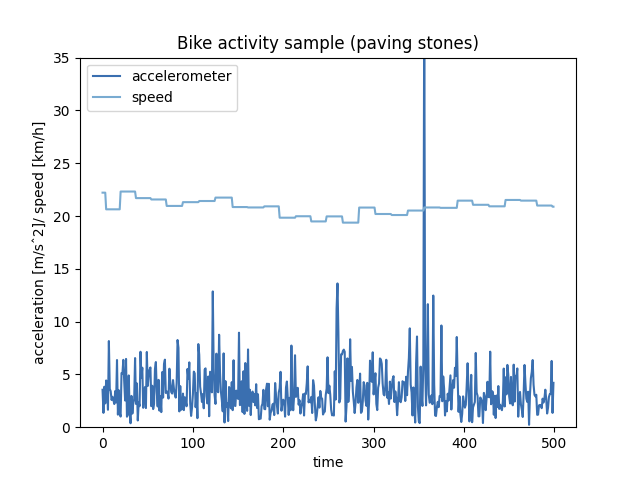 Bike activity sample (paving stones)
accelerometer
speed
acceleration [m/s^2]/ speed [km/h]
35
30
25
20
15
10
5
0
0 100 200 300 400 500
time